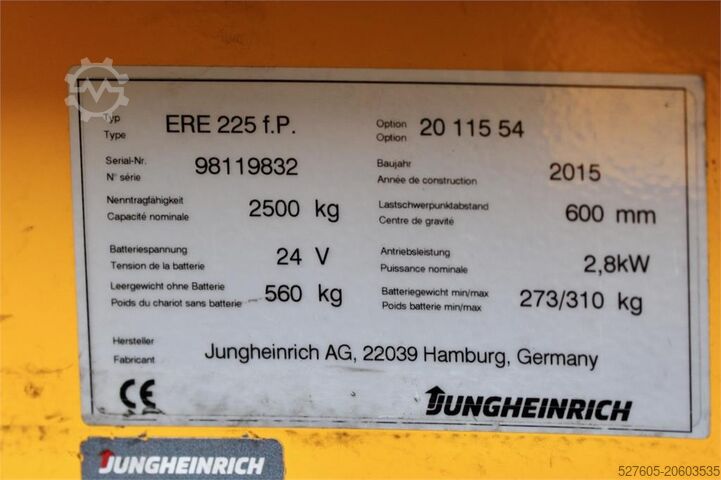 Typ
Type
ERE 225 f.P.
Option
Option
20 115 54
Serial-Nr.
N° série
98119832
Baujahr
Année de construction
2015
Nenntragfähigkeit
Capacité nominale
2500 kg
Lastschwerpunktabstand
Centre de gravité
600 mm
Batteriespannung
Tension de la batterie
24 V
Antriebsleistung
Puissance nominale
2,8kW
Leergewicht ohne Batterie
Poids du chariot sans batterie
560 kg
Batteriegewicht min/max
Poids batterie min/max
273/310 kg
Hersteller
Fabricant
Jungheinrich AG, 22039 Hamburg, Germany
CE
JUNGHEINRICH
JUNGHEINRICH
527605-20603535